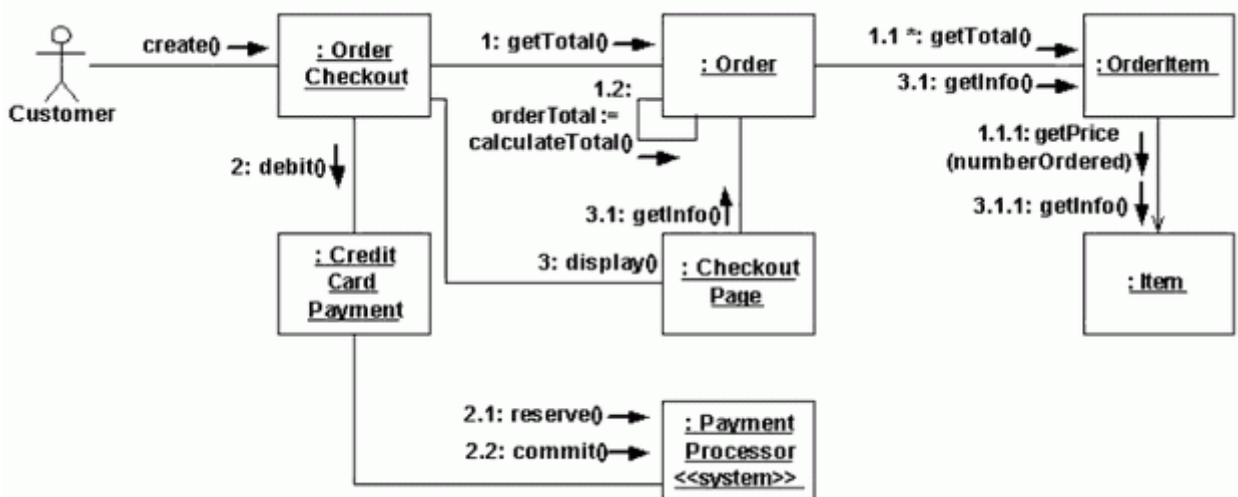 create()
: Order
Checkout
1: getTotal()
: Order
1.1 *: getTotal()
3.1: getInfo()
: OrderItem
Customer
1.2:
orderTotal :=
calculateTotal()
1.1.1: getPrice
(numberOrdered)
2: debit()
3.1: getInfo()
3.1.1: getInfo()
: Credit
Card
Payment
3: display()
: Checkout
Page
: Item
2.1: reserve()
2.2: commit()
: Payment
Processor
<<system>>